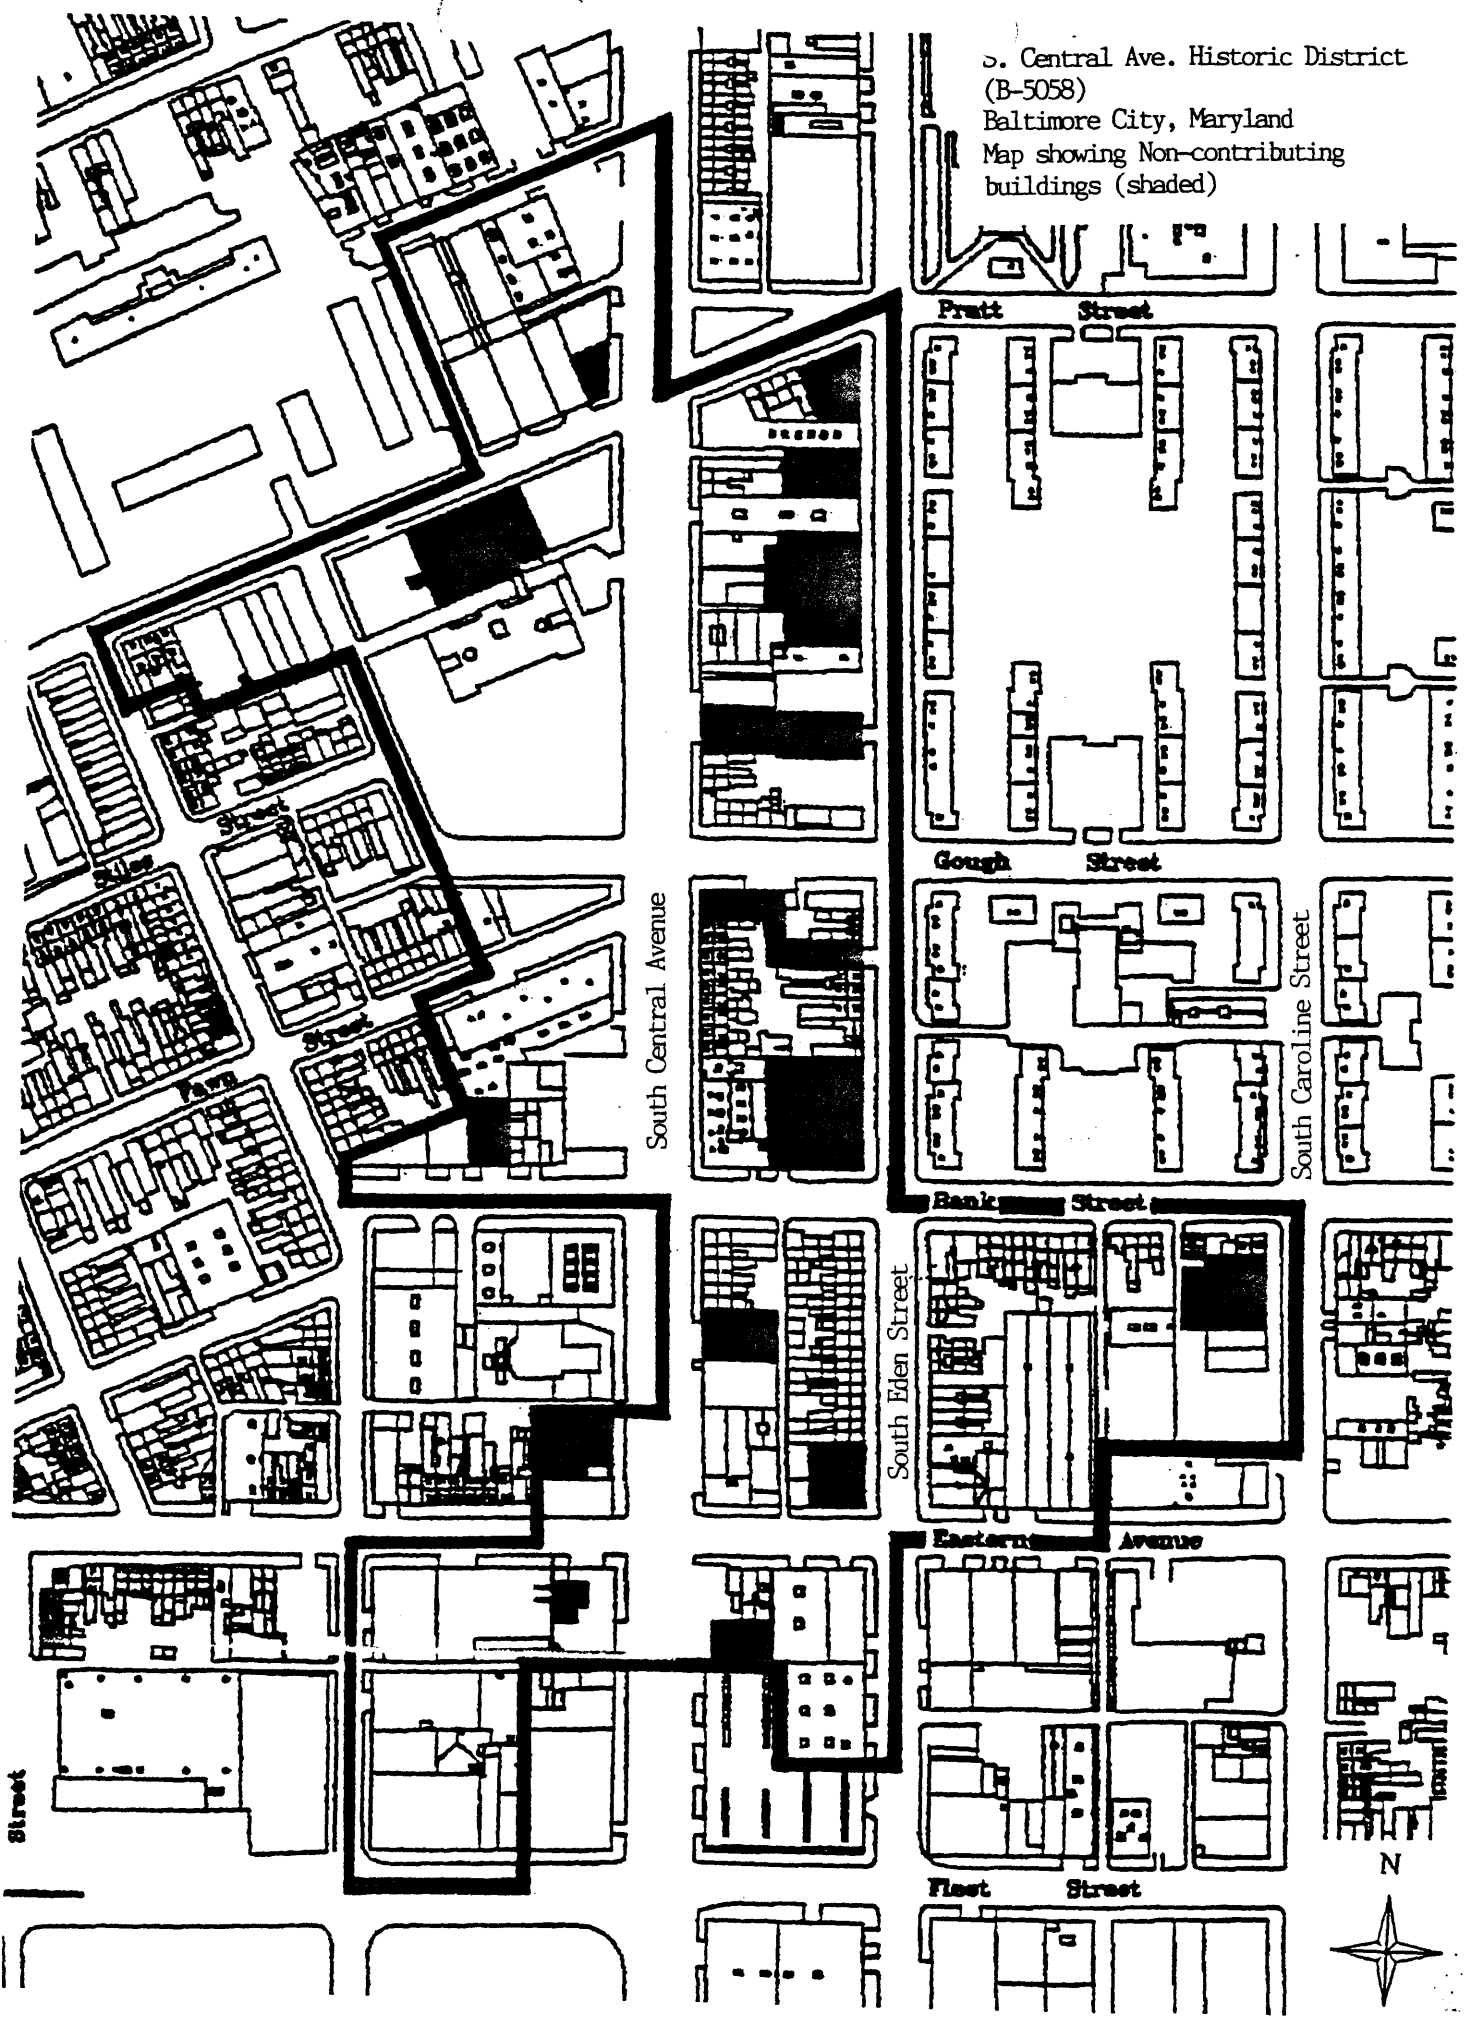 S. Central Ave. Historic District
(B-5058)
Baltimore City, Maryland
Map showing Non-contributing
buildings (shaded)
Pratt Street
Street
Stiles
Gough Street
South Central Avenue
South Caroline Street
Street
Fawn
Bank Street
South Eden Street
Eastern Avenue
Street
Fleet Street
N